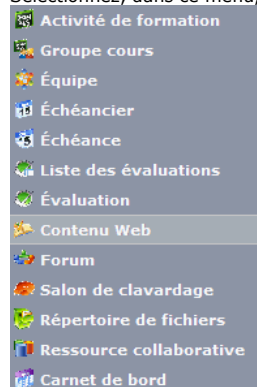 Sélectionnez, dans ce menu,
Activité de formation
Groupe cours
Équipe
Échéancier
Échéance
Liste des évaluations
Évaluation
Contenu Web
Forum
Salon de clavardage
Répertoire de fichiers
Ressource collaborative
Carnet de bord